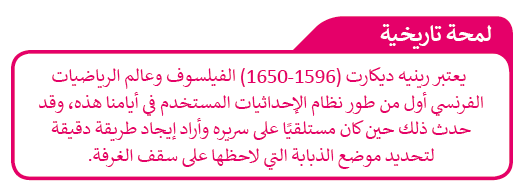 لمحة تاريخية
يعتبر رينيه ديكارت (1596-1650) الفيلسوف وعالم الرياضيات
الفرنسي أول من طور نظام الإحداثيات المستخدم في أيامنا هذه، وقد
حدث ذلك حين كان مستلقيًا على سريره وأراد إيجاد طريقة دقيقة
لتحديد موضع الذبابة التي لاحظها على سقف الغرفة.